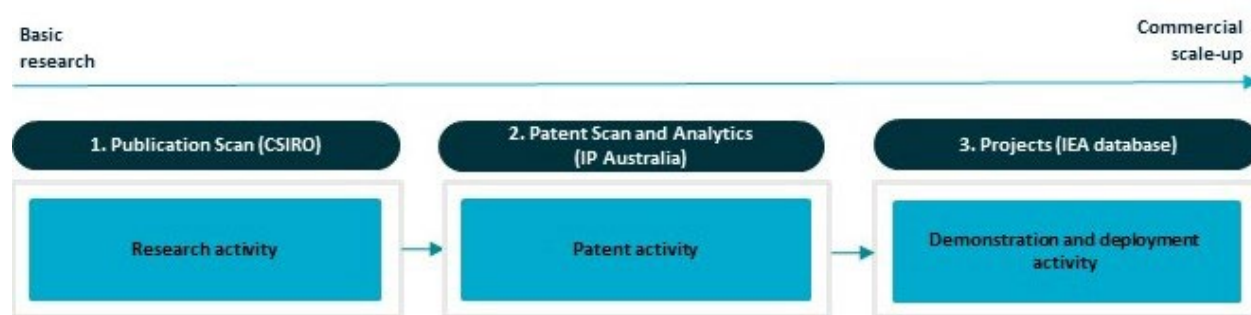 Basic
research
Commercial
scale-up
1. Publication Scan (CSIRO)
2. Patent Scan and Analytics
(IP Australia)
3. Projects (IEA database)
Research activity
Patent activity
Demonstration and deployment
activity